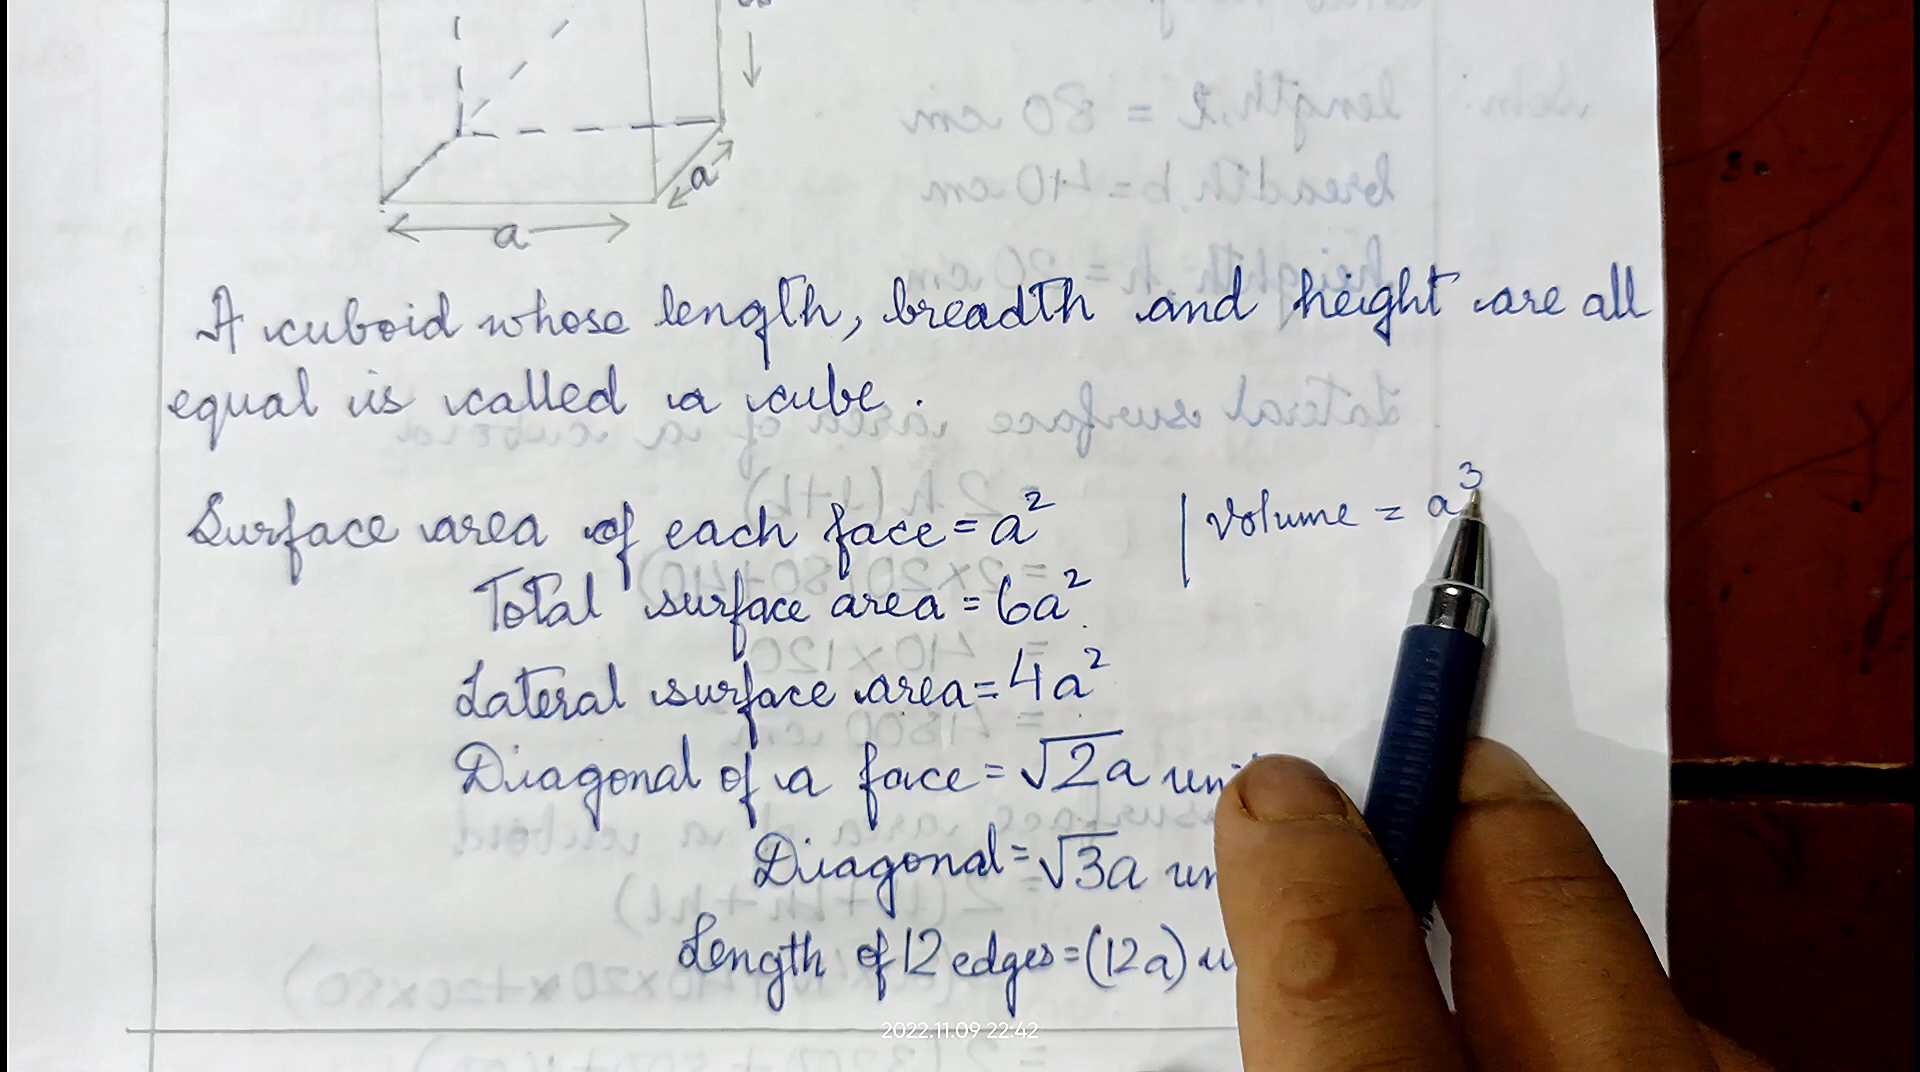 a
a
A cuboid whose length, breadth and height are all
equal is called a cube.
Surface area of each face = a² | Volume = a³
Total surface area = 6a²
Lateral surface area = 4a²
Diagonal of a face = √2a
Diagonal = √3a
Length of 12 edges = (12a)
2022.11.09 22:42